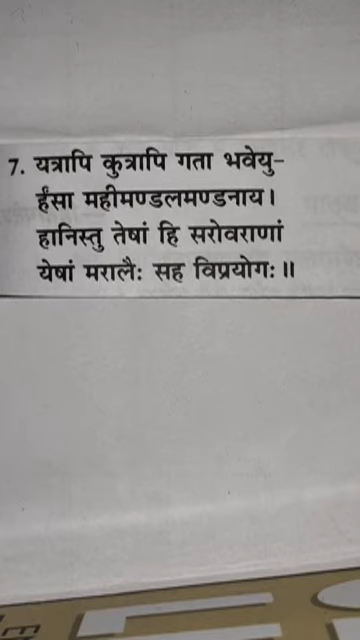 7. यत्रापि कुत्रापि गता भवेयु-
र्हंसा महीमण्डलमण्डनाय।
हानिस्तु तेषां हि सरोवराणां
येषां मरालैः सह विप्रयोगः॥